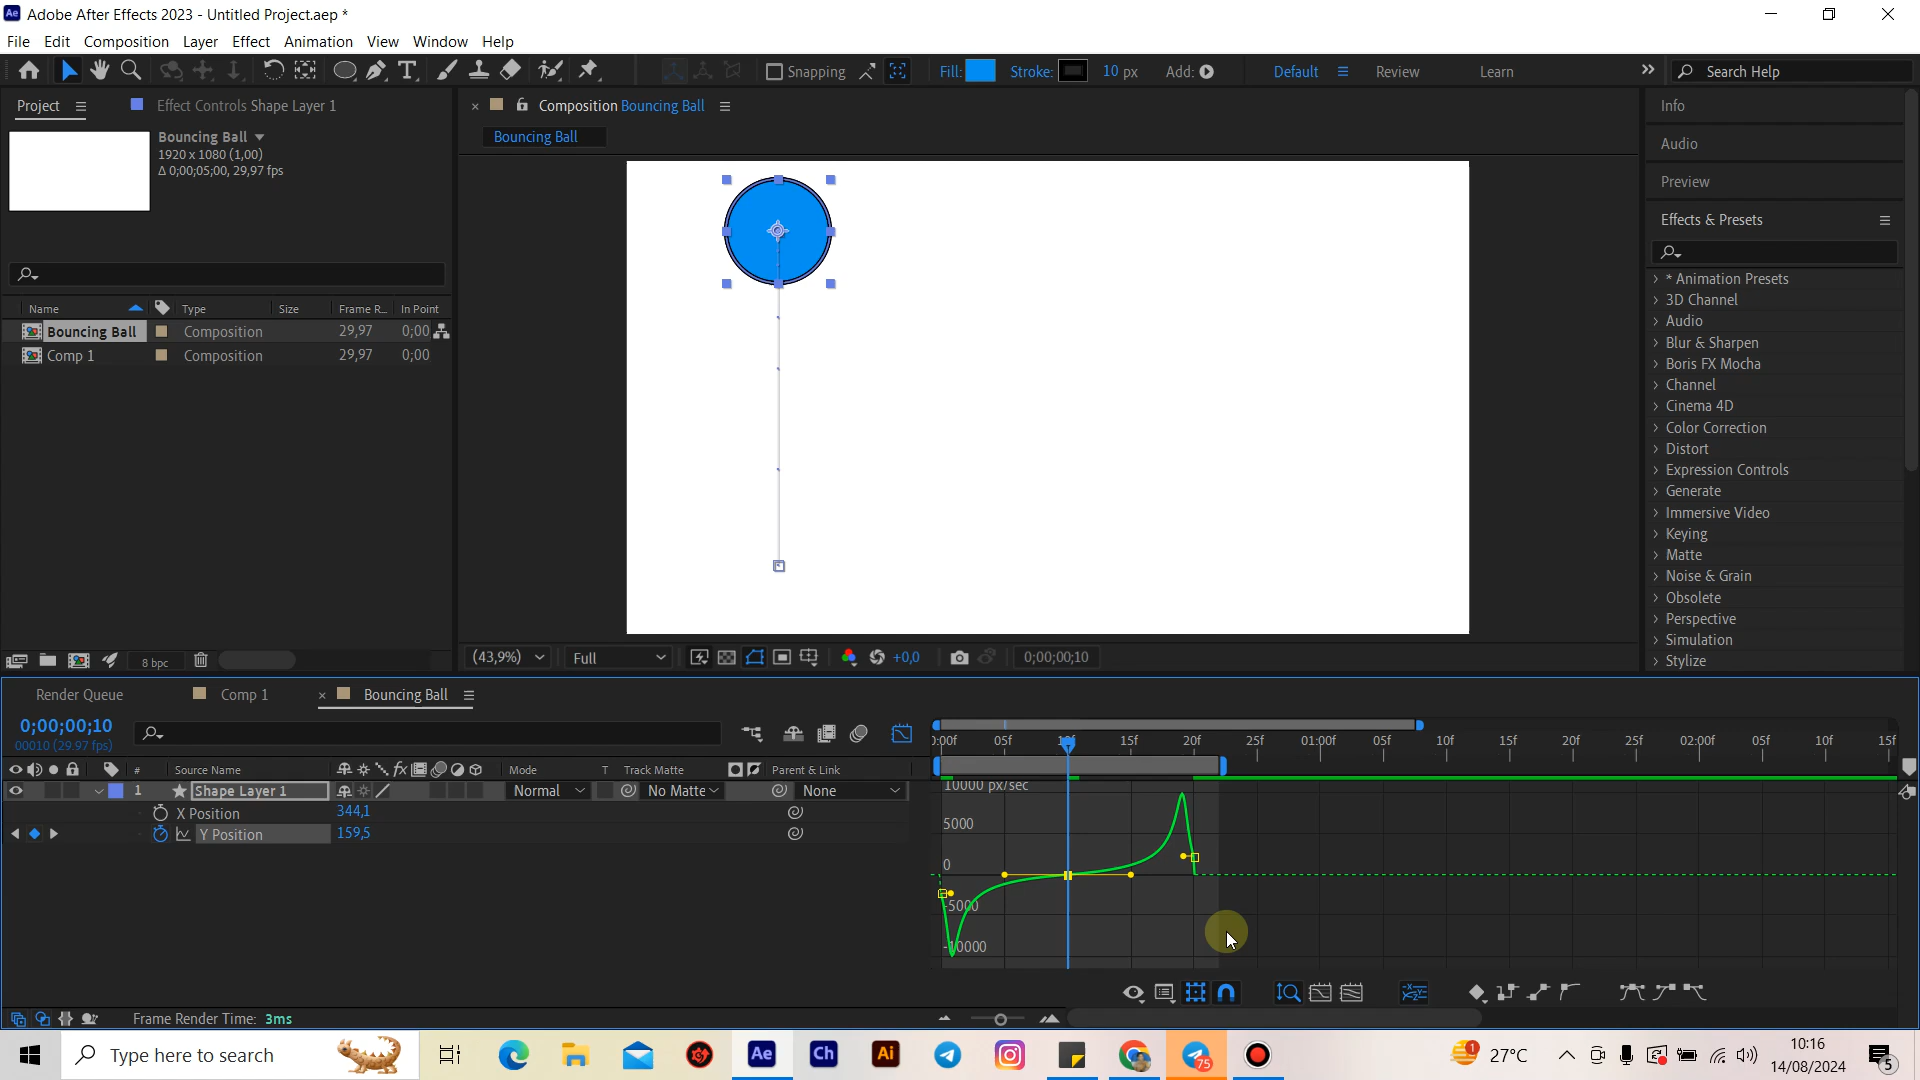 Adobe After Effects 2023 - Untitled Project.aep *
File Edit Composition Layer Effect Animation View Window Help
Snapping Fill: Stroke: 10 px Add: Default Review Learn Search Help
Project Effect Controls Shape Layer 1 Composition Bouncing Ball Info
Bouncing Ball
1920 x 1080 (1,00)
Δ 0;00;05;00, 29,97 fps
Bouncing Ball
Audio
Preview
Effects & Presets
Name Type Size Frame R... In Point
Bouncing Ball Composition 29,97 0;00
Comp 1 Composition 29,97 0;00
* Animation Presets
3D Channel
Audio
Blur & Sharpen
Boris FX Mocha
Channel
Cinema 4D
Color Correction
Distort
Expression Controls
Generate
Immersive Video
Keying
Matte
Noise & Grain
Obsolete
Perspective
Simulation
Stylize
8 bpc (43,9%) Full +0,0 0;00;00;10
Render Queue Comp 1 Bouncing Ball
0;00;00;10
00010 (29.97 fps)
0:00f 05f 15f 20f 25f 01:00f 05f 10f 15f 20f 25f 02:00f 05f 10f 15f
# Source Name Mode T Track Matte Parent & Link
1 Shape Layer 1 Normal No Matte None
X Position 344,1
Y Position 159,5
10000 px/sec
5000
0
-5000
-10000
Frame Render Time: 3ms
Type here to search Ae Ch Ai 75 1 27°C 10:16
14/08/2024 5